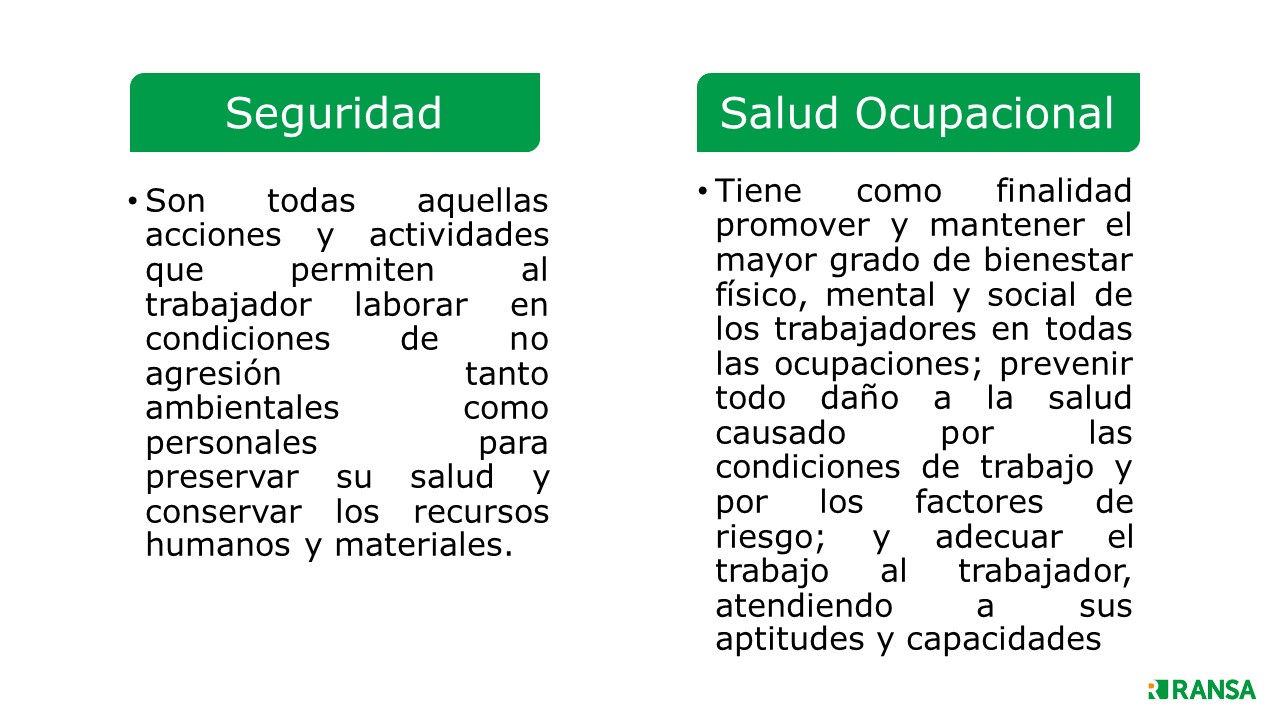 Seguridad
• Son todas aquellas
acciones y actividades
que permiten al
trabajador laborar en
condiciones de no
agresión tanto
ambientales como
personales para
preservar su salud y
conservar los recursos
humanos y materiales.
Salud Ocupacional
• Tiene como finalidad
promover y mantener el
mayor grado de bienestar
físico, mental y social de
los trabajadores en todas
las ocupaciones; prevenir
todo daño a la salud
causado por las
condiciones de trabajo y
por los factores de
riesgo; y adecuar el
trabajo al trabajador,
atendiendo a sus
aptitudes y capacidades
RANSA